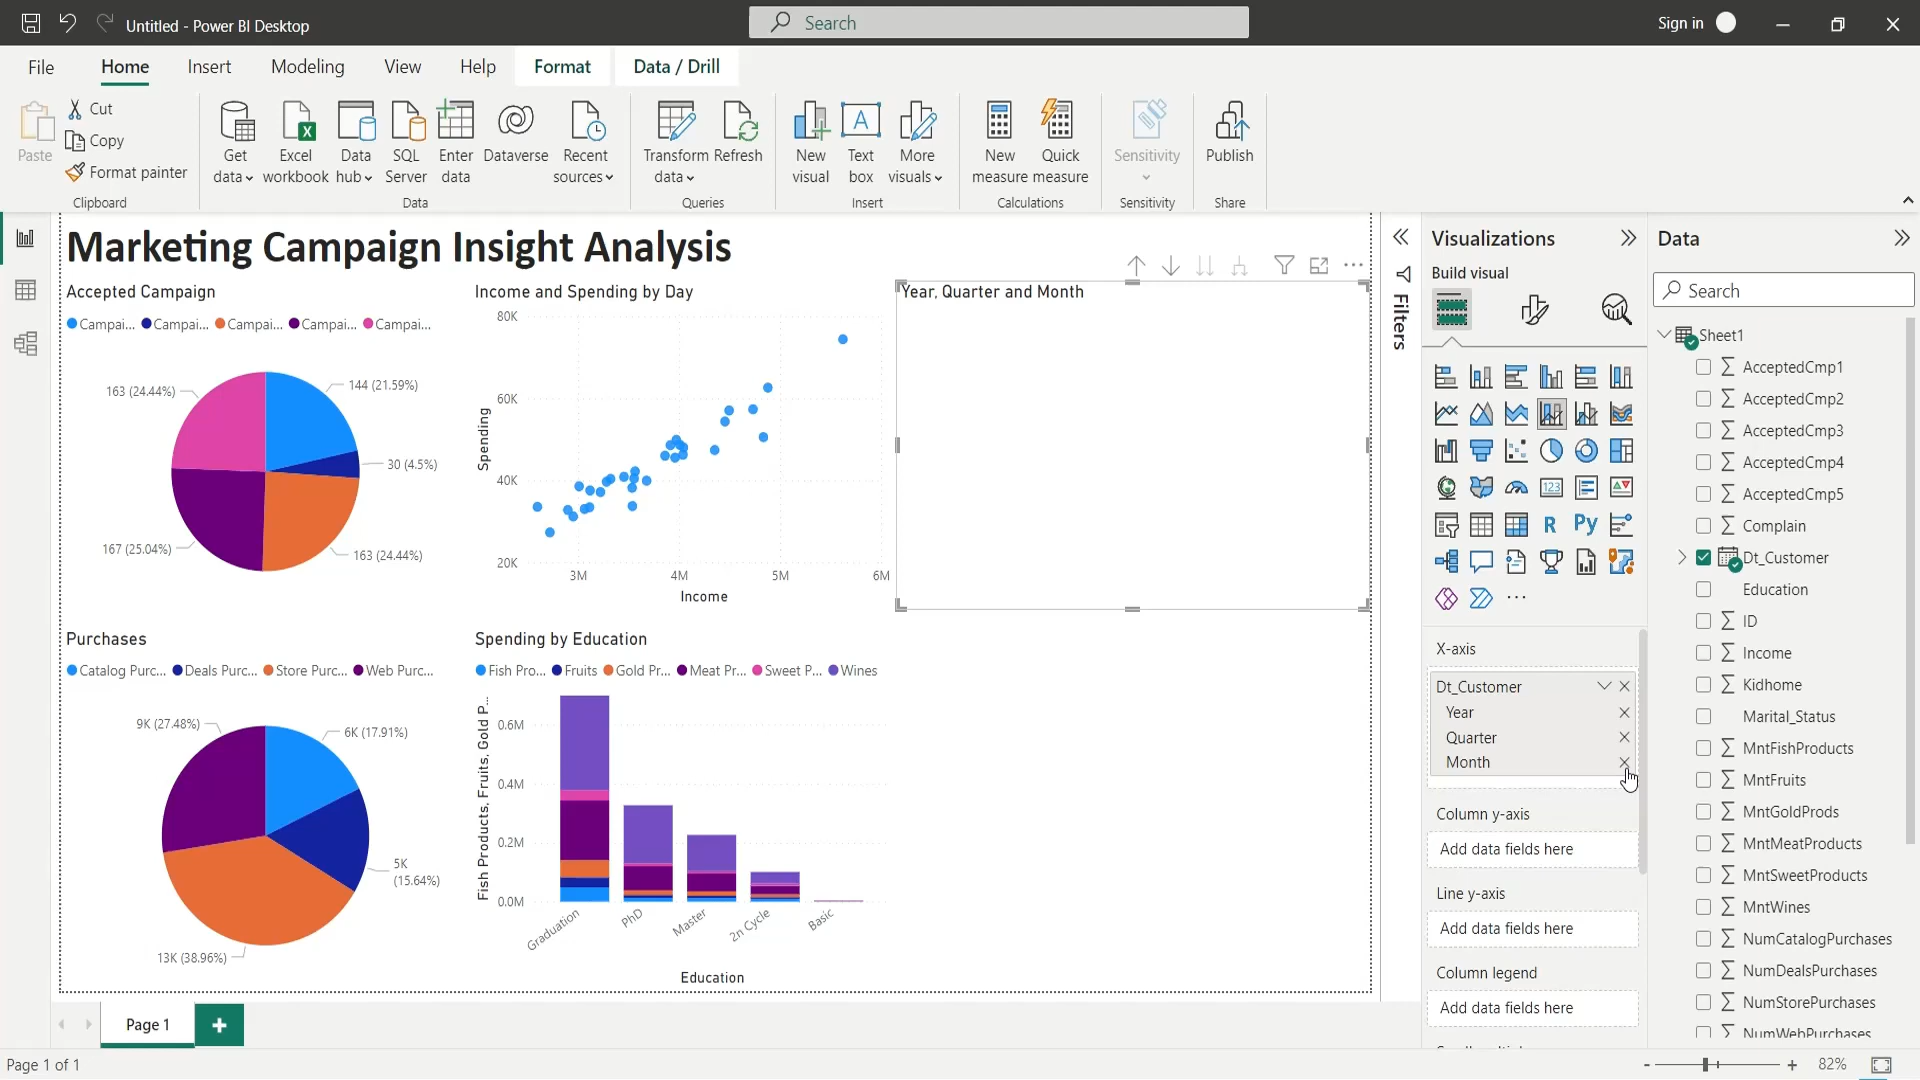 Untitled - Power BI Desktop
Search
Sign in
File
Home
Insert
Modeling
View
Help
Format
Data / Drill
Paste
Cut
Copy
Format painter
Clipboard
Get data
Excel workbook
Data hub
SQL Server
Enter data
Dataverse
Recent sources
Data
Transform data
Refresh
Queries
New visual
Text box
More visuals
Insert
New measure
Quick measure
Calculations
Sensitivity
Sensitivity
Publish
Share
Marketing Campaign Insight Analysis
Accepted Campaign
Campai... Campai... Campai... Campai... Campai...
163 (24.44%)
144 (21.59%)
30 (4.5%)
167 (25.04%)
163 (24.44%)
Income and Spending by Day
80K
60K
40K
20K
Spending
3M 4M 5M 6M
Income
Year, Quarter and Month
Purchases
Catalog Purc... Deals Purc... Store Purc... Web Purc...
9K (27.48%)
6K (17.91%)
5K
(15.64%)
13K (38.96%)
Spending by Education
Fish Pro... Fruits Gold Pr... Meat Pr... Sweet P... Wines
Fish Products, Fruits, Gold P...
0.6M
0.4M
0.2M
0.0M
Graduation PhD Master 2n Cycle Basic
Education
Filters
Visualizations
Build visual
123
R
Py
X-axis
Dt_Customer
Year
Quarter
Month
Column y-axis
Add data fields here
Line y-axis
Add data fields here
Column legend
Add data fields here
Data
Search
Sheet1
AcceptedCmp1
AcceptedCmp2
AcceptedCmp3
AcceptedCmp4
AcceptedCmp5
Complain
Dt_Customer
Education
ID
Income
Kidhome
Marital_Status
MntFishProducts
MntFruits
MntGoldProds
MntMeatProducts
MntSweetProducts
MntWines
NumCatalogPurchases
NumDealsPurchases
NumStorePurchases
NumWebPurchases
Page 1
Page 1 of 1
82%